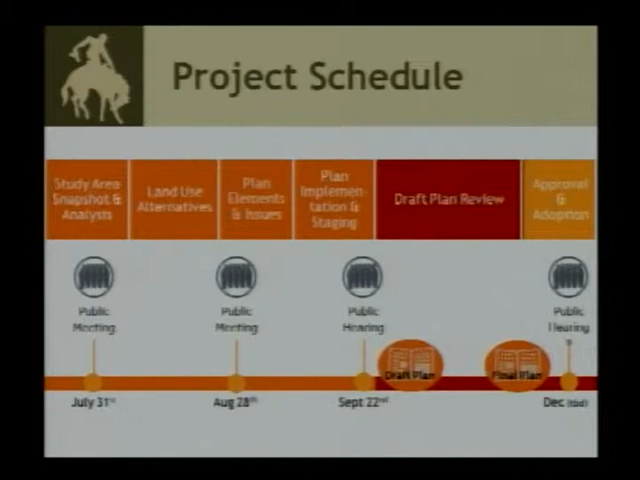 Project Schedule
Study Area
Snapshot &
Analysis
Land Use
Alternatives
Plan
Elements
& Issues
Plan
Implemen-
tation &
Staging
Draft Plan Review
Approval
&
Adoption
Public
Meeting
Public
Meeting
Public
Hearing
Public
Hearing
Draft Plan
Final Plan
July 31st
Aug 28th
Sept 22nd
Dec (tbd)